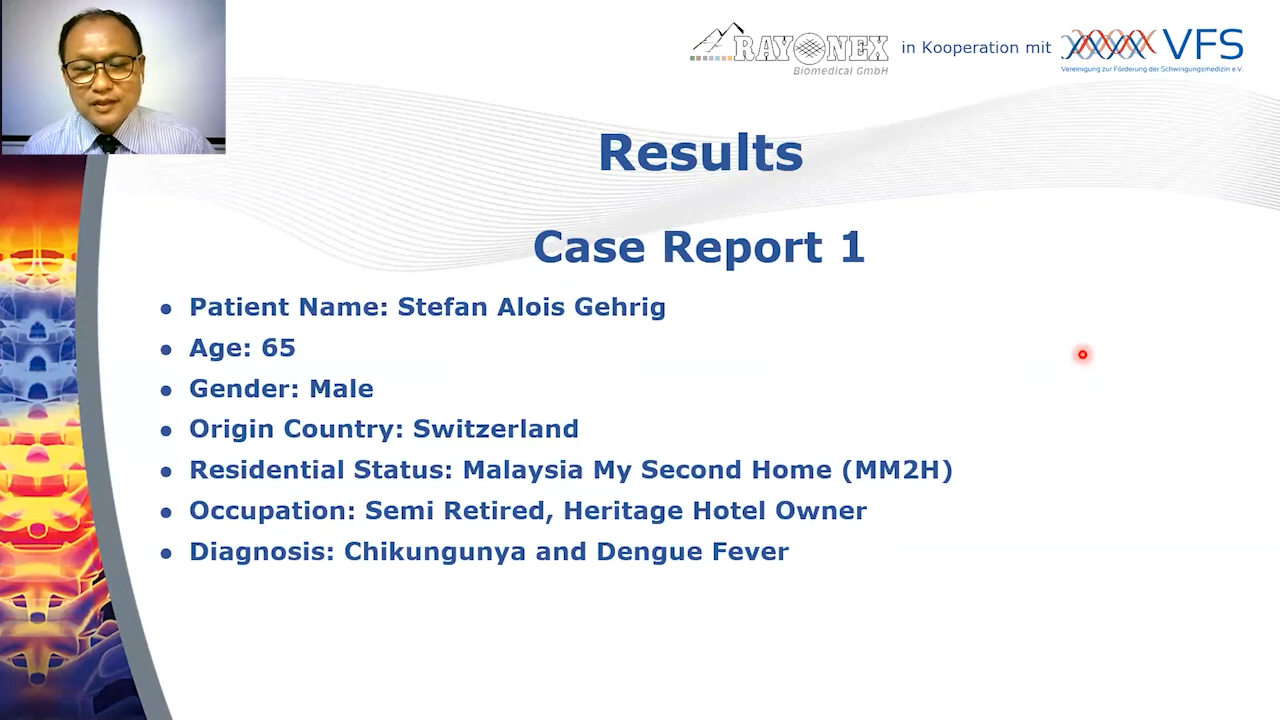 RAYONEX
Biomedical GmbH
in Kooperation mit
VFS
Vereinigung zur Förderung der Schwingungsmedizin e.V.
Results
Case Report 1
• Patient Name: Stefan Alois Gehrig
• Age: 65
• Gender: Male
• Origin Country: Switzerland
• Residential Status: Malaysia My Second Home (MM2H)
• Occupation: Semi Retired, Heritage Hotel Owner
• Diagnosis: Chikungunya and Dengue Fever